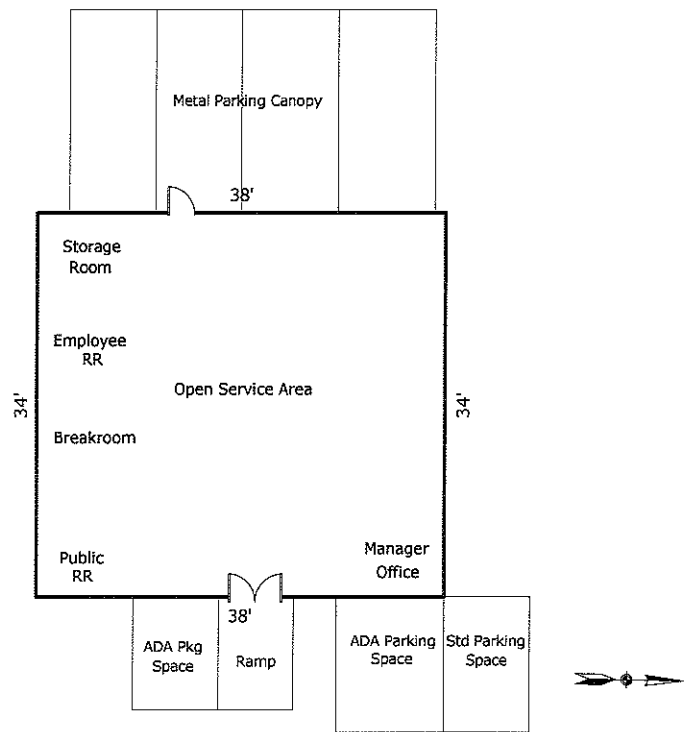 Metal Parking Canopy
38'
Storage
Room
Employee
RR
Open Service Area
34'
34'
Breakroom
Public
RR
Manager
Office
38'
ADA Pkg
Space
Ramp
ADA Parking
Space
Std Parking
Space